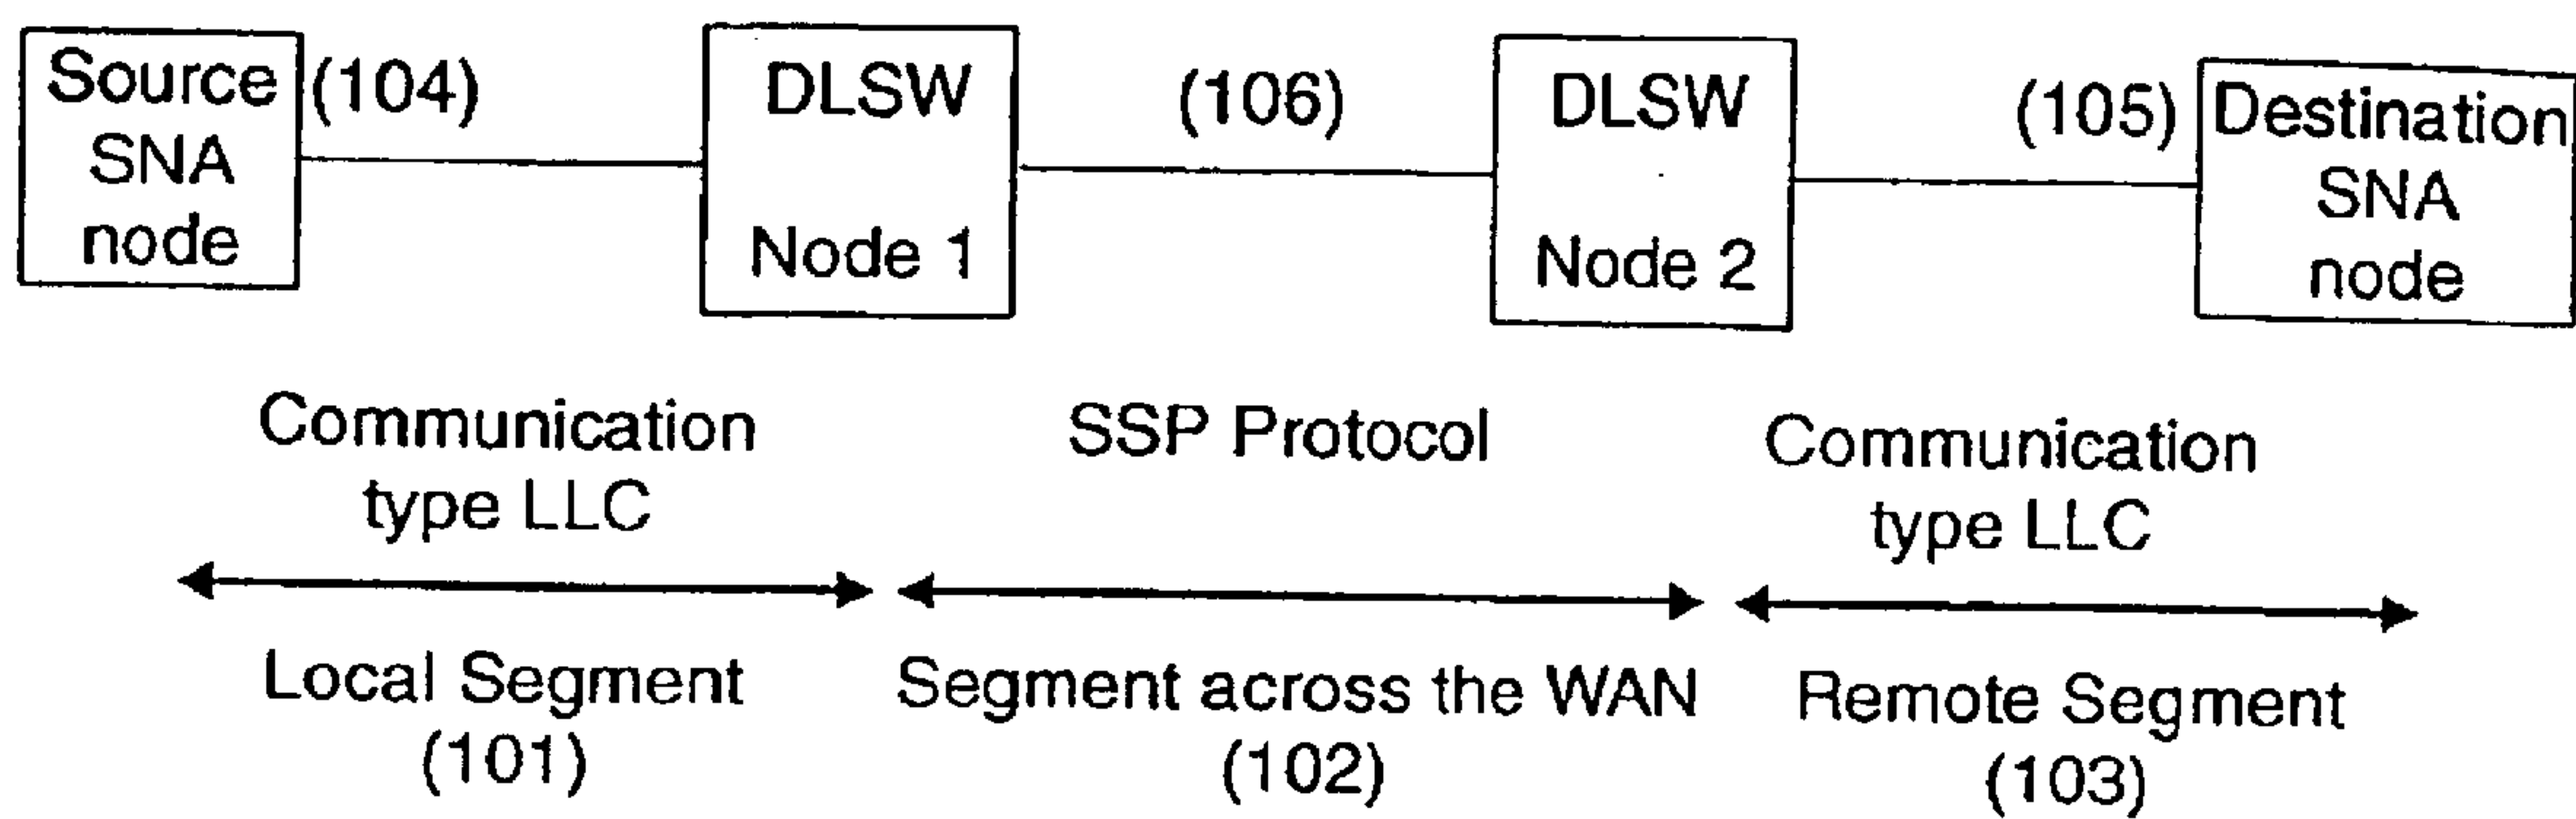 Source
SNA
node
(104)
DLSW
Node 1
(106)
DLSW
Node 2
(105)
Destination
SNA
node
Communication
type LLC
SSP Protocol
Communication
type LLC
Local Segment
(101)
Segment across the WAN
(102)
Remote Segment
(103)